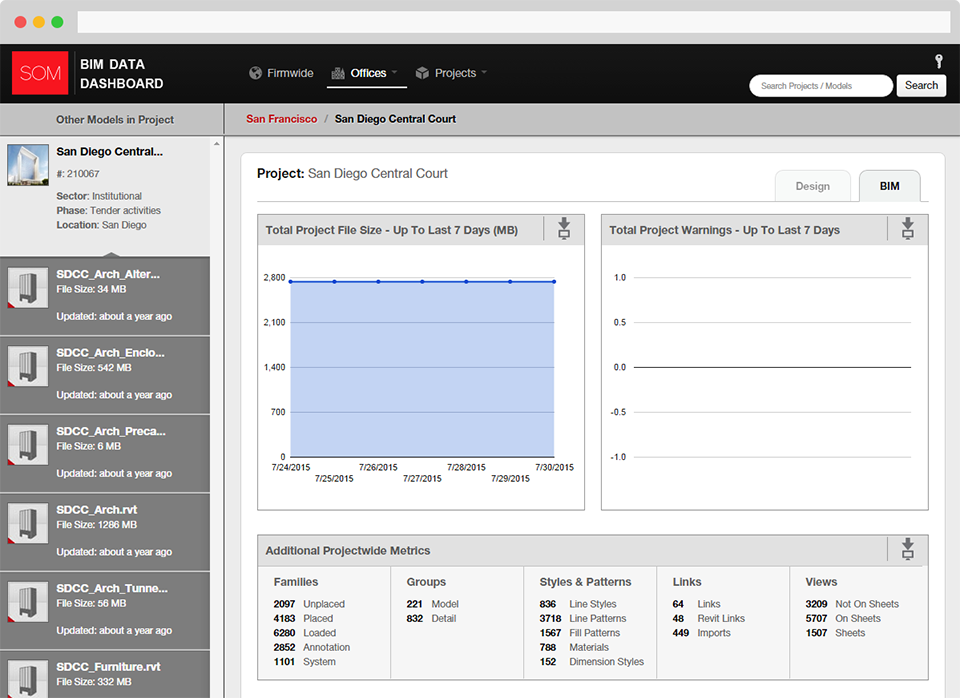 SOM
BIM DATA
DASHBOARD
Firmwide
Offices
Projects
Search Projects / Models
Search
Other Models in Project
San Francisco / San Diego Central Court
San Diego Central...
#: 210067
Sector: Institutional
Phase: Tender activities
Location: San Diego
SDCC_Arch_Alter...
File Size: 34 MB
Updated: about a year ago
SDCC_Arch_Enclo...
File Size: 542 MB
Updated: about a year ago
SDCC_Arch_Preca...
File Size: 6 MB
Updated: about a year ago
SDCC_Arch.rvt
File Size: 1286 MB
Updated: about a year ago
SDCC_Arch_Tunne...
File Size: 56 MB
Updated: about a year ago
SDCC_Furniture.rvt
File Size: 332 MB
Project: San Diego Central Court
Design
BIM
Total Project File Size - Up To Last 7 Days (MB)
2,800
2,100
1,400
700
0
7/24/2015
7/25/2015
7/26/2015
7/27/2015
7/28/2015
7/29/2015
7/30/2015
Total Project Warnings - Up To Last 7 Days
1.0
0.5
0.0
-0.5
-1.0
Additional Projectwide Metrics
Families
2097 Unplaced
4183 Placed
6280 Loaded
2852 Annotation
1101 System
Groups
221 Model
832 Detail
Styles & Patterns
836 Line Styles
3718 Line Patterns
1567 Fill Patterns
788 Materials
152 Dimension Styles
Links
64 Links
48 Revit Links
449 Imports
Views
3209 Not On Sheets
5707 On Sheets
1507 Sheets